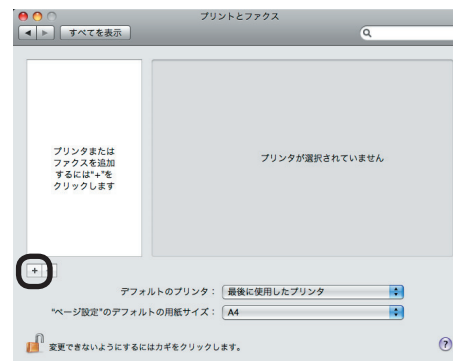 プリントとファクス
すべてを表示
プリンタまたは
ファクスを追加
するには"+"を
クリックします
プリンタが選択されていません
+
デフォルトのプリンタ： 最後に使用したプリンタ
"ページ設定"のデフォルトの用紙サイズ： A4
変更できないようにするにはカギをクリックします。
?